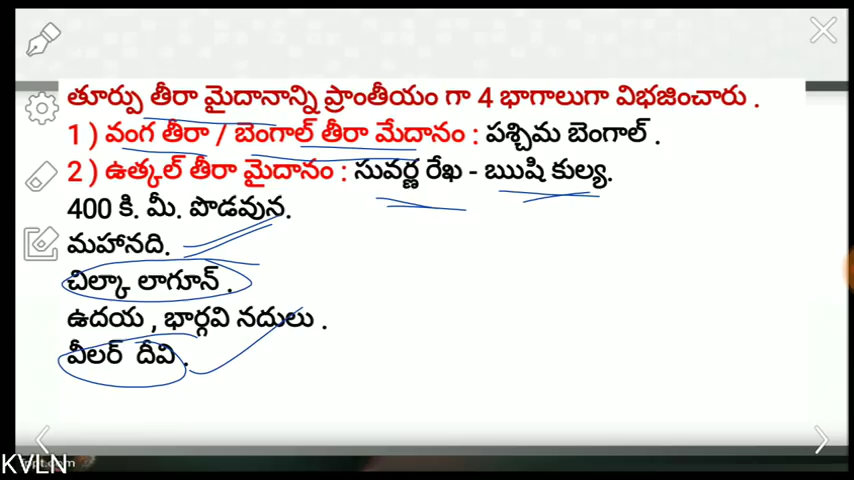 తూర్పు తీరా మైదానాన్ని ప్రాంతీయం గా 4 భాగాలుగా విభజించారు .
1 ) వంగ తీరా / బెంగాల్ తీరా మేదానం : పశ్చిమ బెంగాల్ .
2 ) ఉత్కల్ తీరా మైదానం : సువర్ణ రేఖ - ఋషి కుల్య.
400 కి. మీ. పొడవున.
మహానది.
చిల్కా లాగూన్ .
ఉదయ , భార్గవి నదులు .
వీలర్ దీవి .
KVLN